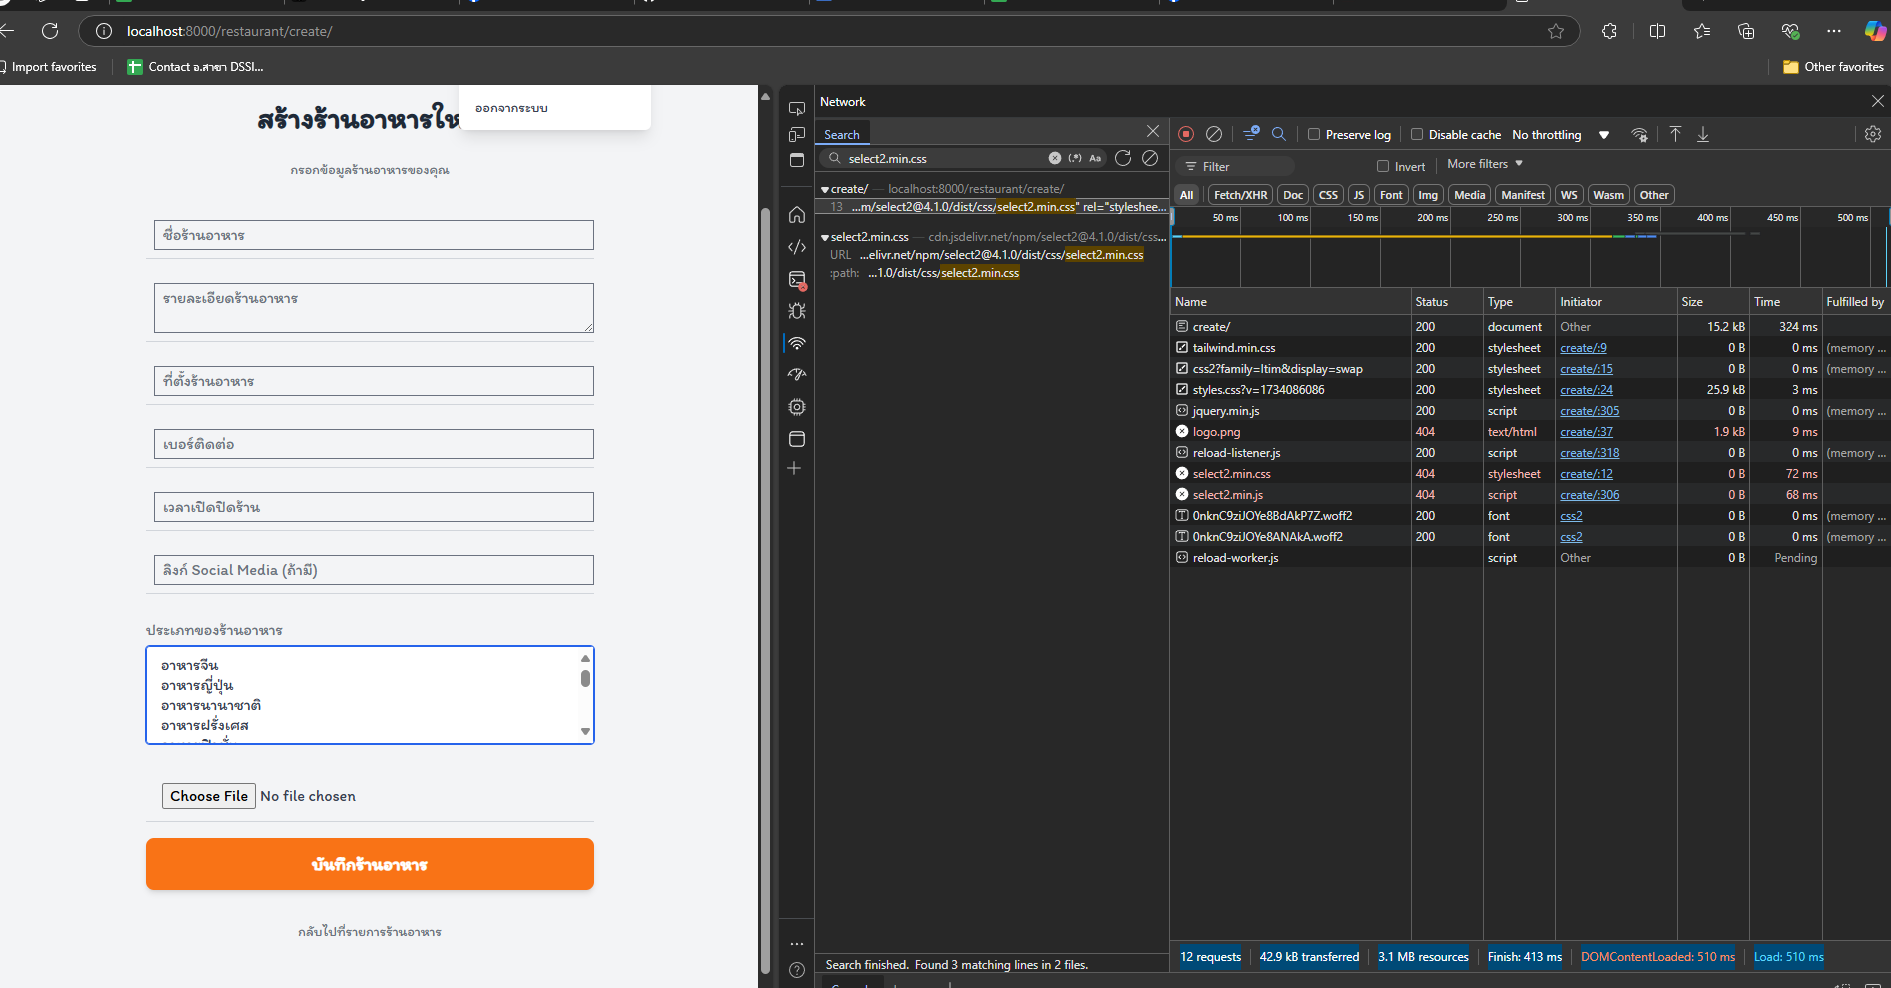 localhost:8000/restaurant/create/
Import favorites
Contact อ.สาขา DSSI...
Other favorites
ออกจากระบบ
สร้างร้านอาหารให
กรอกข้อมูลร้านอาหารของคุณ
ชื่อร้านอาหาร
รายละเอียดร้านอาหาร
ที่ตั้งร้านอาหาร
เบอร์ติดต่อ
เวลาเปิดปิดร้าน
ลิงก์ Social Media (ถ้ามี)
ประเภทของร้านอาหาร
อาหารจีน
อาหารญี่ปุ่น
อาหารนานาชาติ
อาหารฝรั่งเศส
Choose File No file chosen
บันทึกร้านอาหาร
กลับไปที่รายการร้านอาหาร
Network
Search
select2.min.css
(.*) Aa
create/ — localhost:8000/restaurant/create/
13 ...m/select2@4.1.0/dist/css/select2.min.css" rel="styleshee...
select2.min.css — cdn.jsdelivr.net/npm/select2@4.1.0/dist/css...
URL ...elivr.net/npm/select2@4.1.0/dist/css/select2.min.css
:path: ...1.0/dist/css/select2.min.css
Search finished. Found 3 matching lines in 2 files.
Preserve log Disable cache No throttling
Filter Invert More filters
All Fetch/XHR Doc CSS JS Font Img Media Manifest WS Wasm Other
50 ms 100 ms 150 ms 200 ms 250 ms 300 ms 350 ms 400 ms 450 ms 500 ms
Name Status Type Initiator Size Time Fulfilled by
create/ 200 document Other 15.2 kB 324 ms
tailwind.min.css 200 stylesheet create/:9 0 B 0 ms (memory ...
css2?family=Itim&display=swap 200 stylesheet create/:15 0 B 0 ms (memory ...
styles.css?v=1734086086 200 stylesheet create/:24 25.9 kB 3 ms
jquery.min.js 200 script create/:305 0 B 0 ms (memory ...
logo.png 404 text/html create/:37 1.9 kB 9 ms
reload-listener.js 200 script create/:318 0 B 0 ms (memory ...
select2.min.css 404 stylesheet create/:12 0 B 72 ms
select2.min.js 404 script create/:306 0 B 68 ms
0nknC9ziJOYe8BdAkP7Z.woff2 200 font css2 0 B 0 ms (memory ...
0nknC9ziJOYe8ANAkA.woff2 200 font css2 0 B 0 ms (memory ...
reload-worker.js script Other 0 B Pending
12 requests 42.9 kB transferred 3.1 MB resources Finish: 413 ms DOMContentLoaded: 510 ms Load: 510 ms